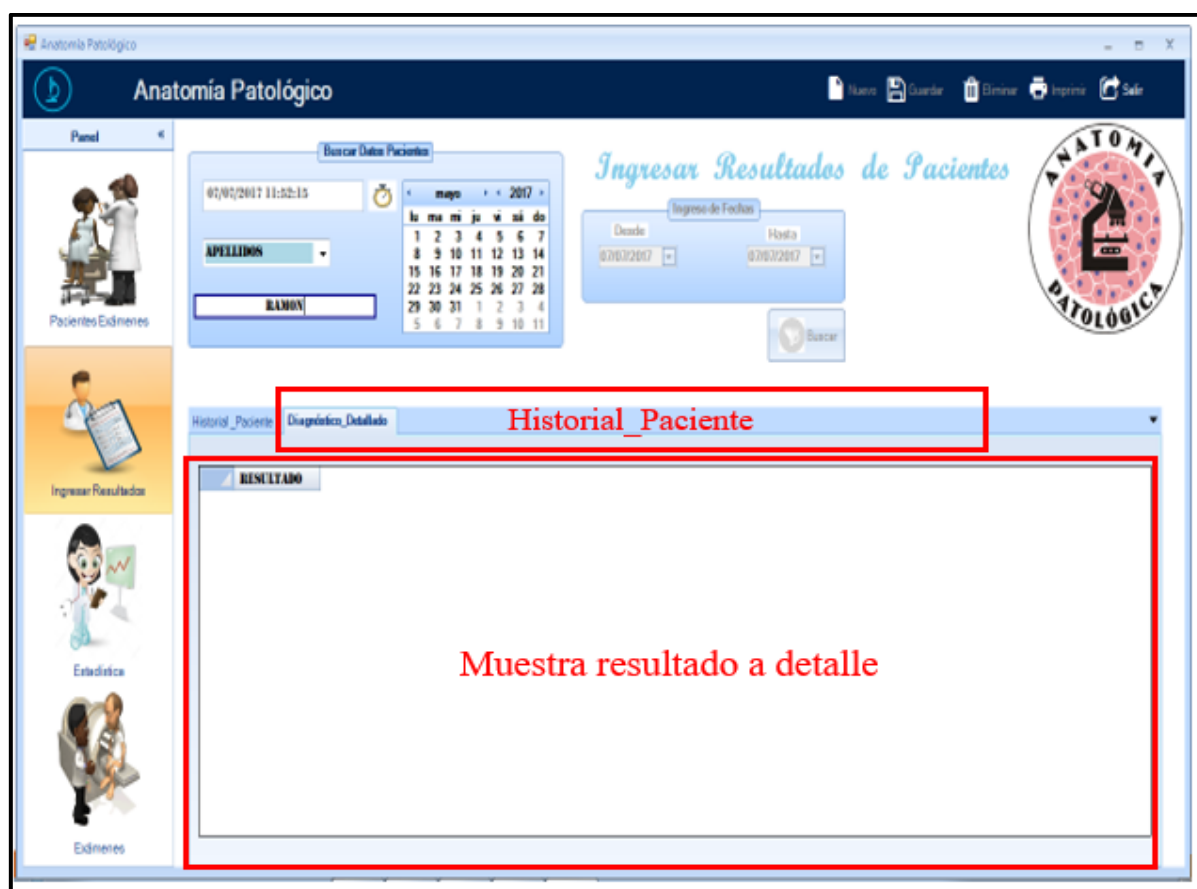 Anatomía Patológico
Anatomía Patológico
Nuevo Guardar Eliminar Imprimir Salir
Panel
Pacientes Exámenes
Ingresar Resultados
Estadística
Exámenes
Buscar Datos Pacientes
07/07/2017 11:52:15
APELLIDOS
RAMON
mayo 2017
lu ma mi ju vi sá do
1 2 3 4 5 6 7
8 9 10 11 12 13 14
15 16 17 18 19 20 21
22 23 24 25 26 27 28
29 30 31 1 2 3 4
5 6 7 8 9 10 11
Ingresar Resultados de Pacientes
Ingreso de Fechas
Desde Hasta
07/07/2017 07/07/2017
Buscar
ANATOMIA
PATOLÓGICA
Historial_Paciente Diagnóstico_Detallado Historial_Paciente
RESULTADO
Muestra resultado a detalle